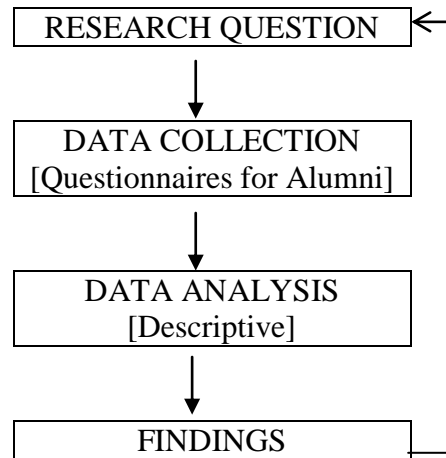 RESEARCH QUESTION
DATA COLLECTION
[Questionnaires for Alumni]
DATA ANALYSIS
[Descriptive]
FINDINGS